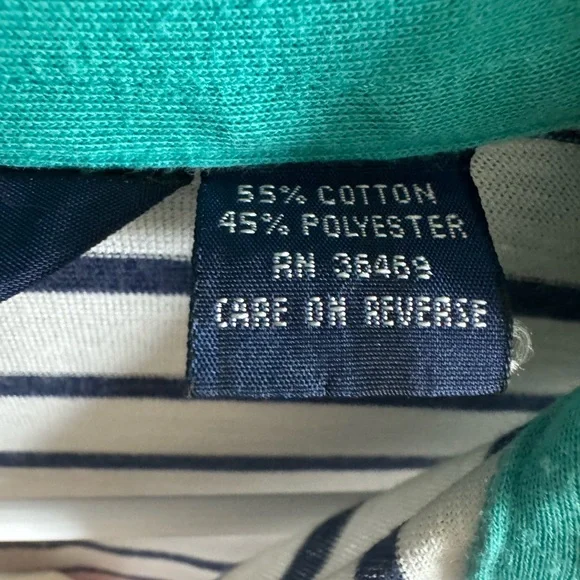 55% COTTON
45% POLYESTER
RN 36469
CARE ON REVERSE